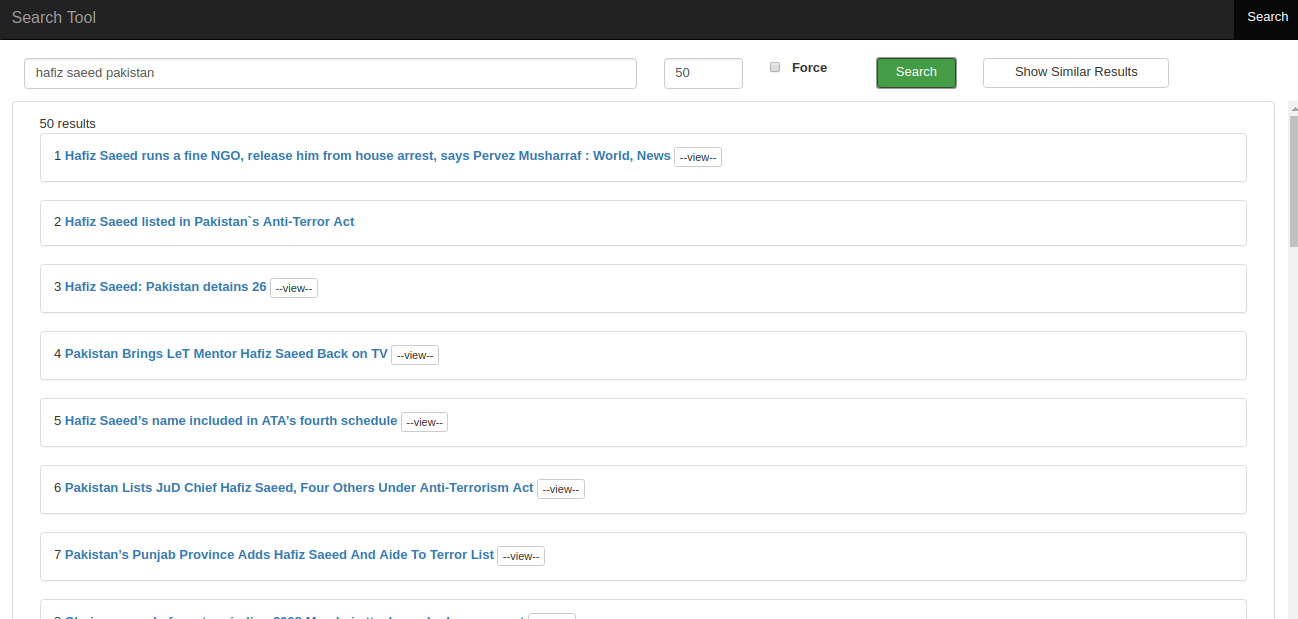 Search Tool
Search
hafiz saeed pakistan
50
Force
Search
Show Similar Results
50 results
1 Hafiz Saeed runs a fine NGO, release him from house arrest, says Pervez Musharraf : World, News --view--
2 Hafiz Saeed listed in Pakistan`s Anti-Terror Act
3 Hafiz Saeed: Pakistan detains 26 --view--
4 Pakistan Brings LeT Mentor Hafiz Saeed Back on TV --view--
5 Hafiz Saeed’s name included in ATA’s fourth schedule --view--
6 Pakistan Lists JuD Chief Hafiz Saeed, Four Others Under Anti-Terrorism Act --view--
7 Pakistan’s Punjab Province Adds Hafiz Saeed And Aide To Terror List --view--